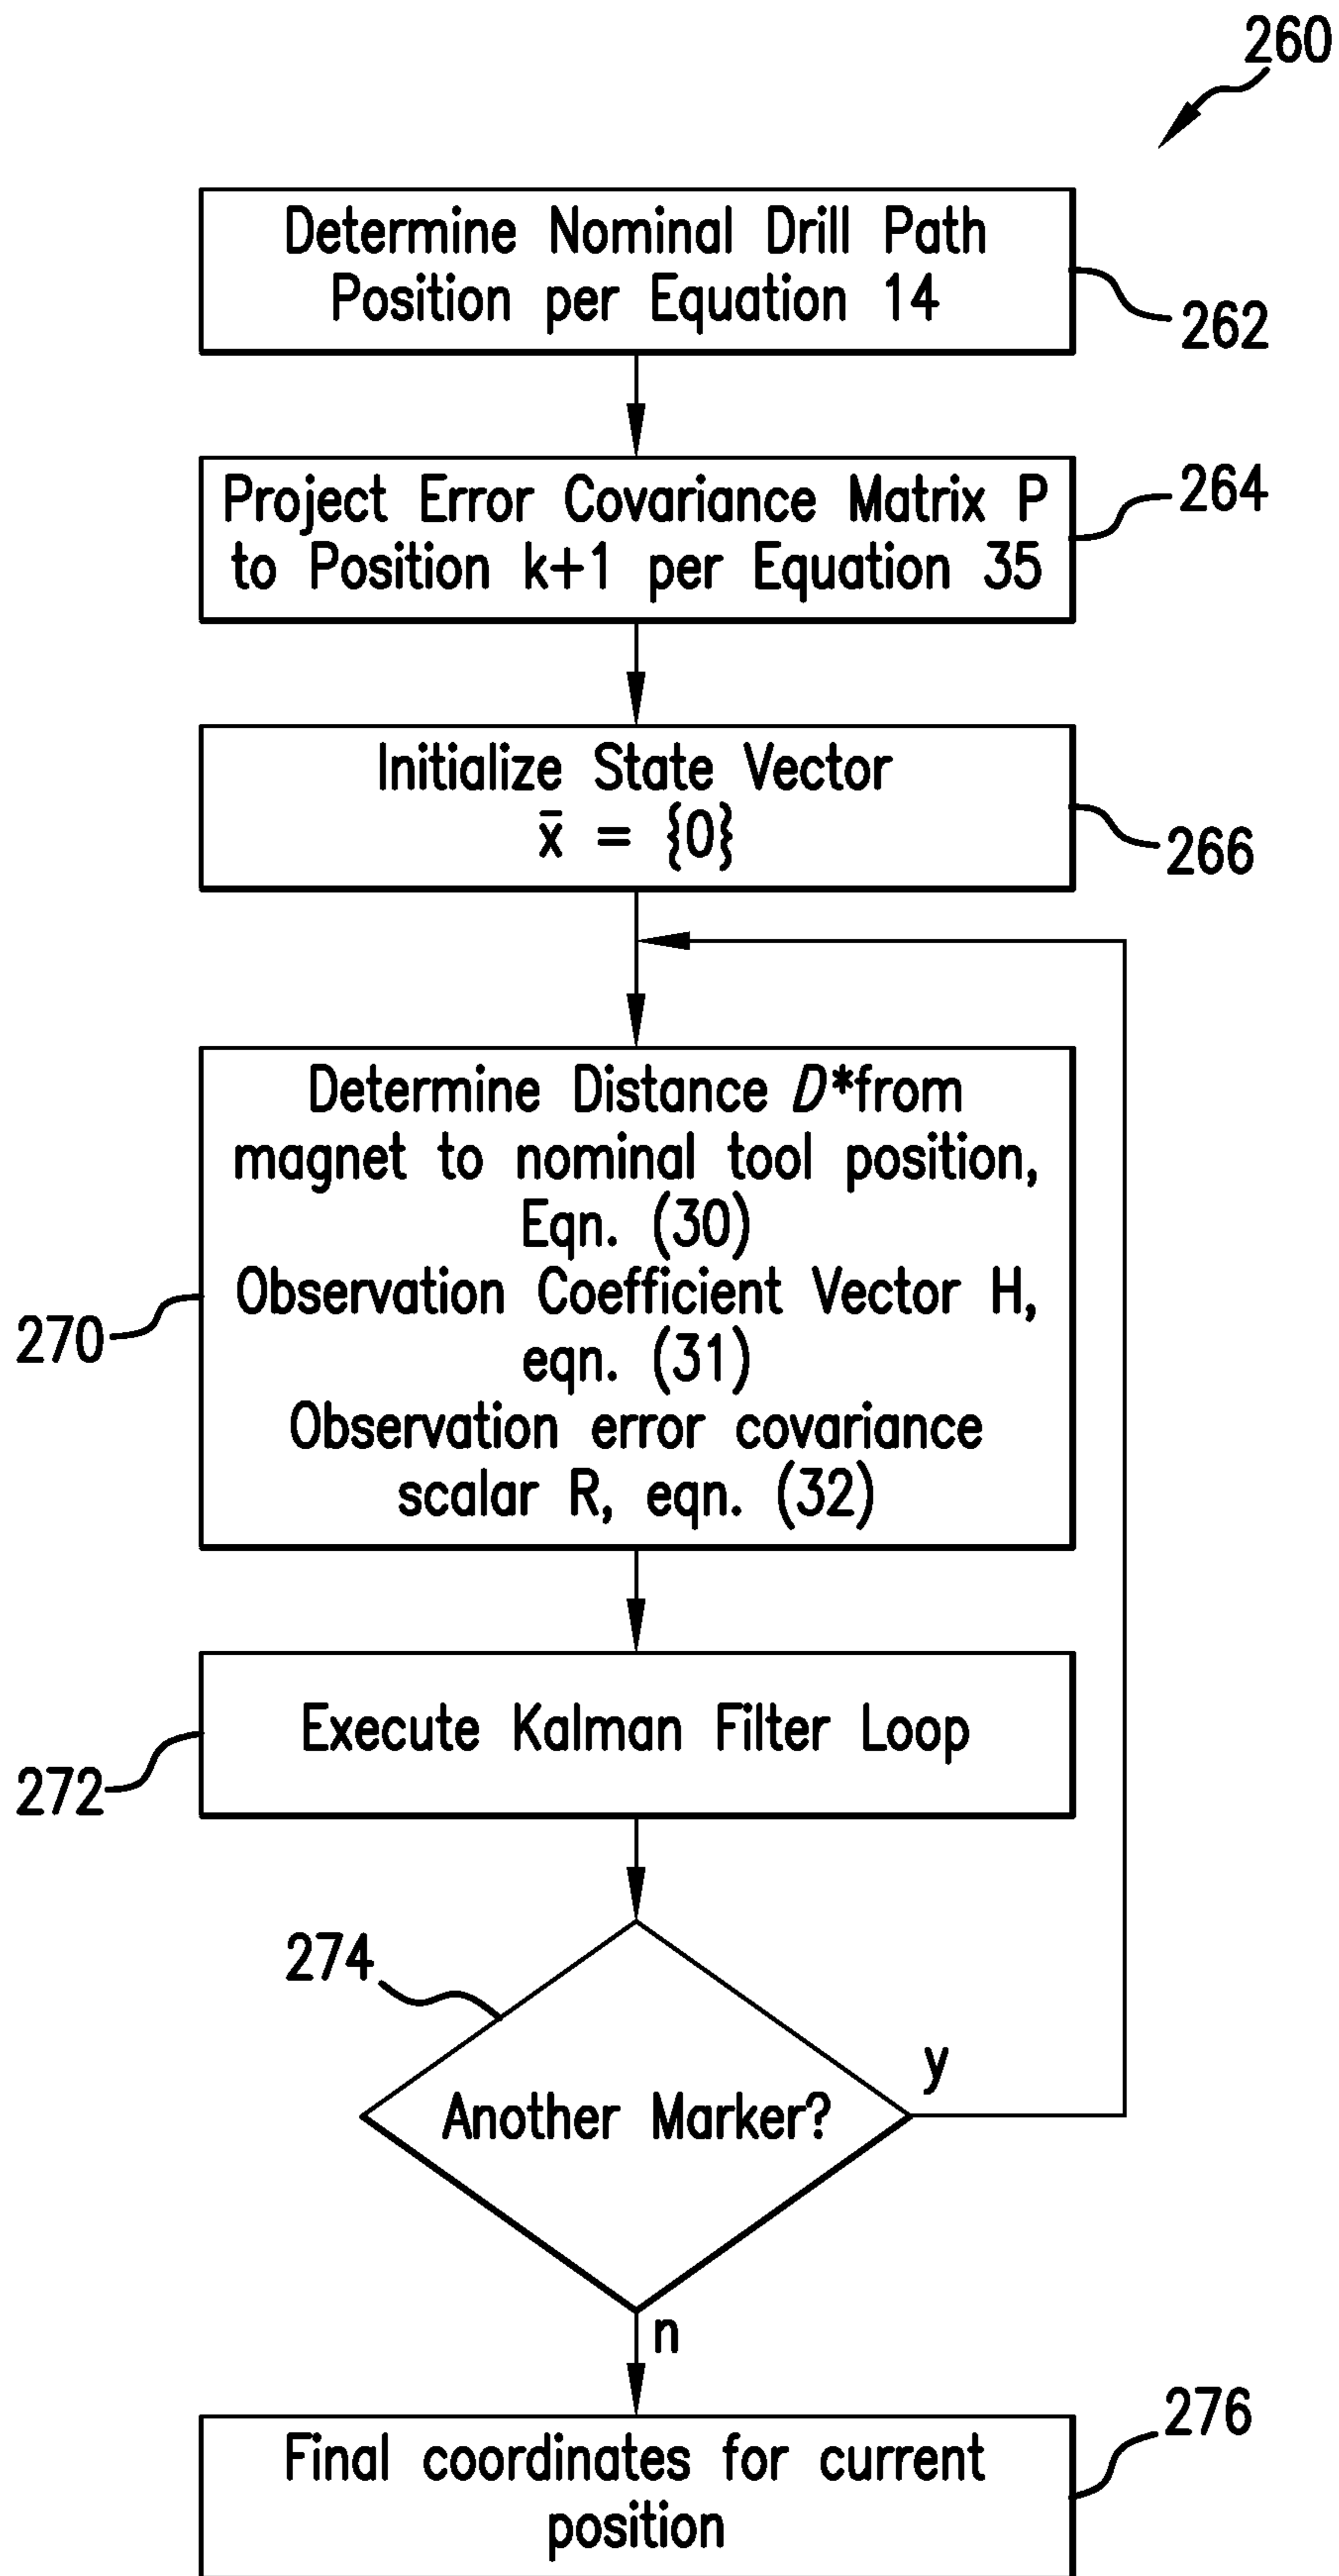 260
Determine Nominal Drill Path
Position per Equation 14
262
Project Error Covariance Matrix P
to Position k+1 per Equation 35
264
Initialize State Vector
x̄ = {0}
266
Determine Distance D*from
magnet to nominal tool position,
Eqn. (30)
Observation Coefficient Vector H,
eqn. (31)
Observation error covariance
scalar R, eqn. (32)
270
Execute Kalman Filter Loop
272
274
Another Marker?
y
n
Final coordinates for current
position
276